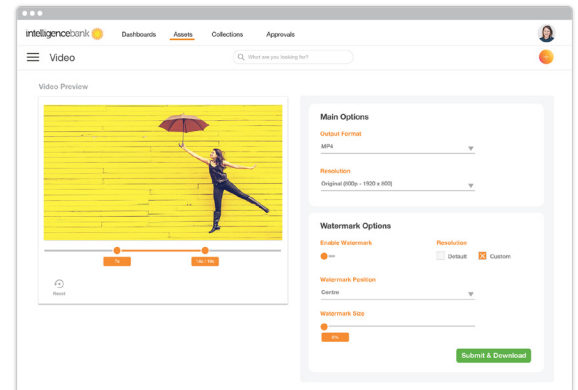 intelligencebank
Dashboards Assets Collections Approvals
Video
What are you looking for?
Video Preview
Main Options
Output Format
MP4
Resolution
Original (800p - 1920 x 800)
Watermark Options
Enable Watermark Resolution
Default Custom
Watermark Position
Centre
Watermark Size
Reset
Submit & Download